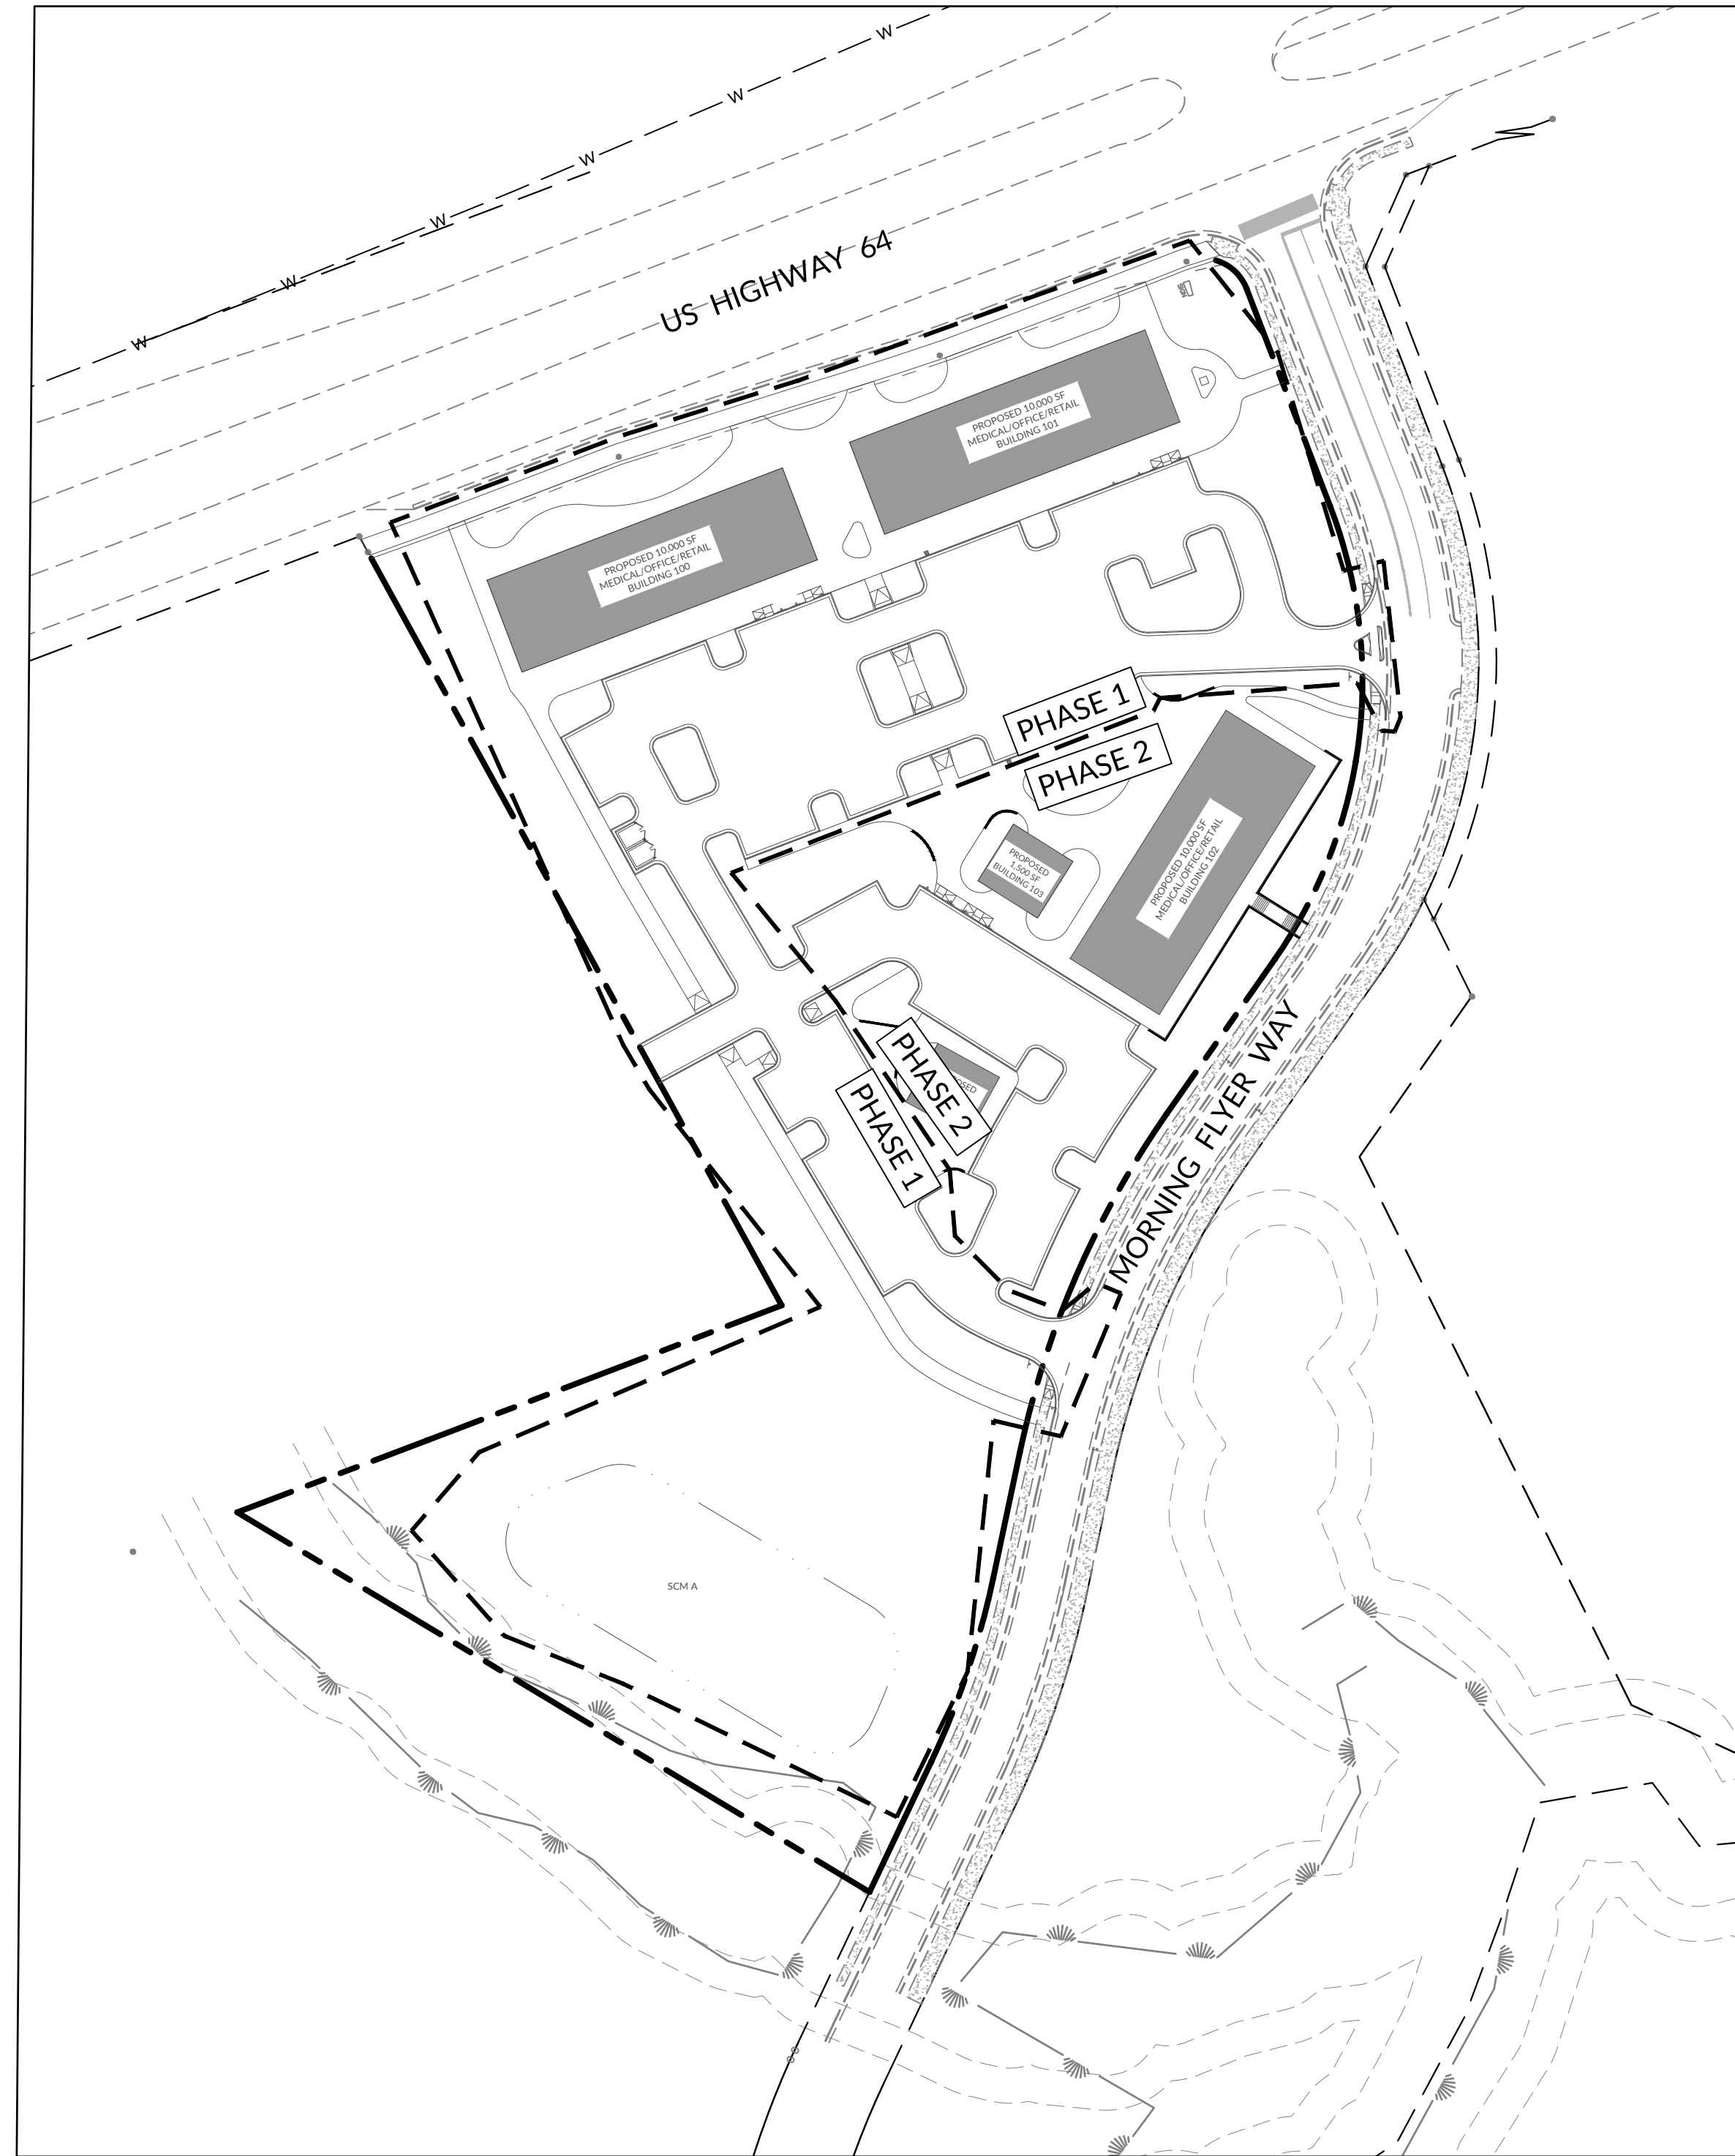 W
W
W
W
W
W
US HIGHWAY 64
PROPOSED 10,000 SF
MEDICAL/OFFICE/RETAIL
BUILDING 101
PROPOSED 10,000 SF
MEDICAL/OFFICE/RETAIL
BUILDING 100
PHASE 1
PHASE 2
PROPOSED
1,500 SF
BUILDING 103
PROPOSED 10,000 SF
MEDICAL/OFFICE/RETAIL
BUILDING 102
PHASE 2
PHASE 1
MORNING FLYER WAY
SCM A